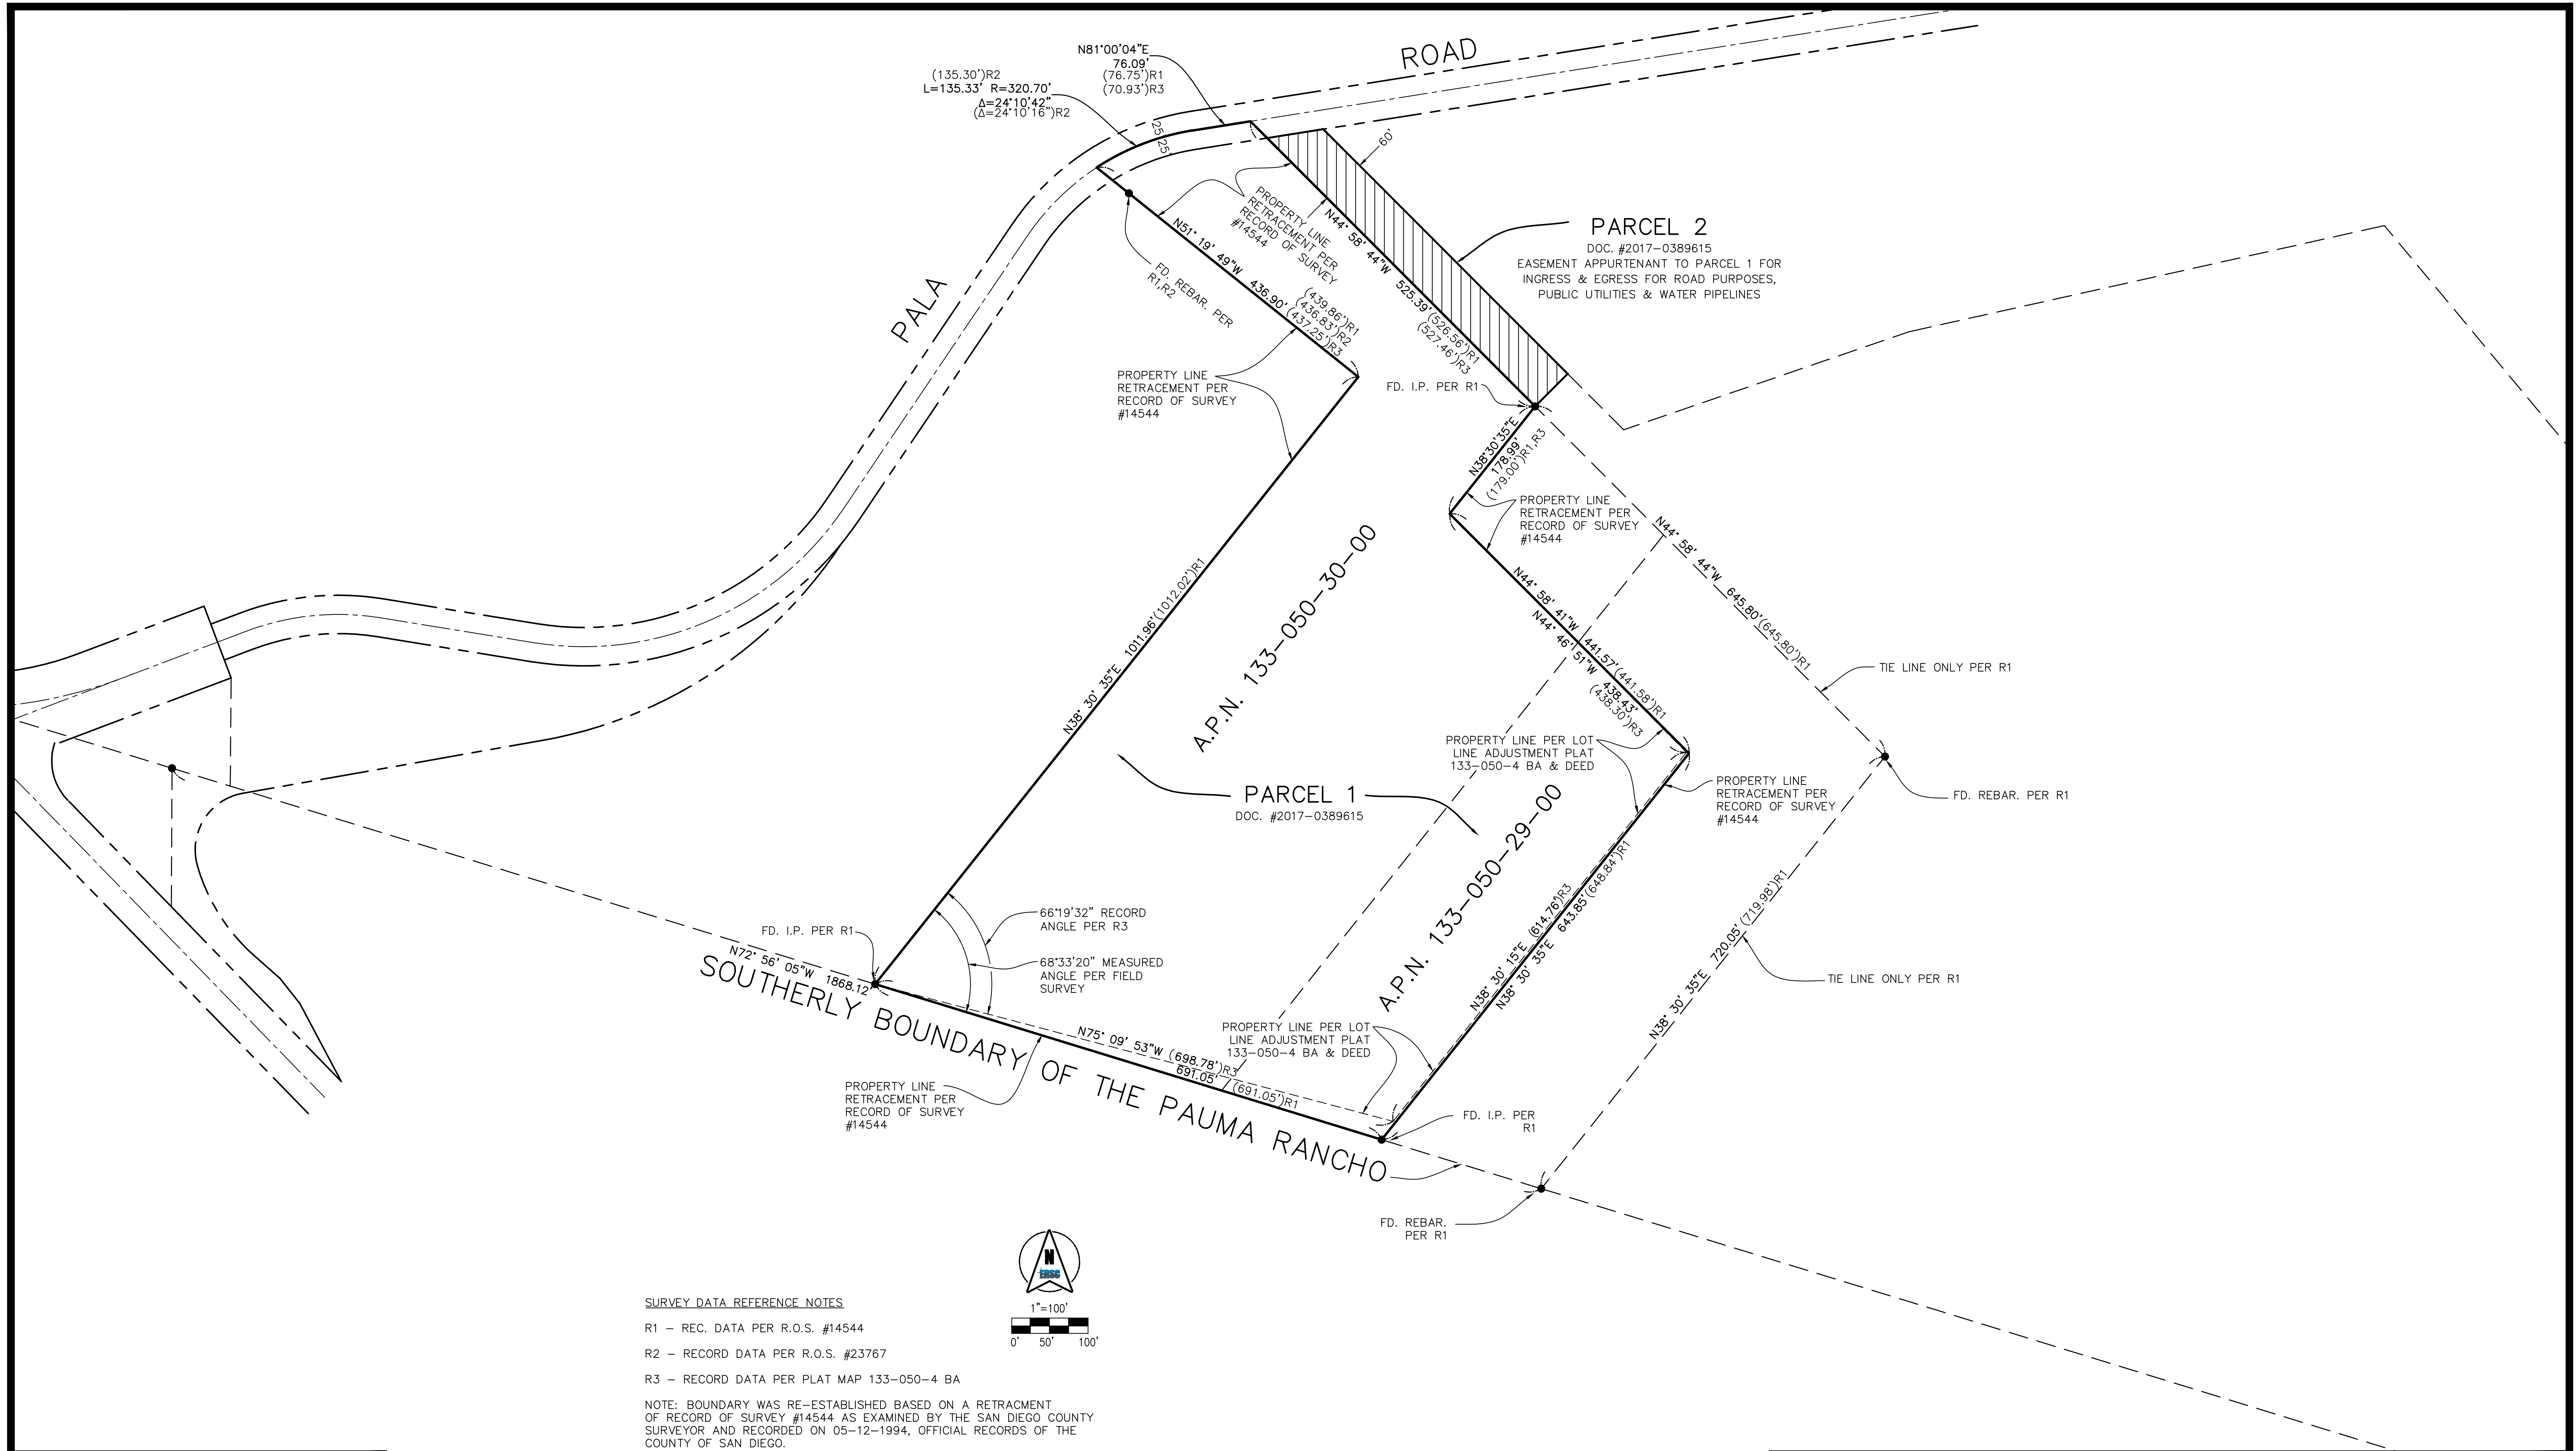 ROAD
N81°00'04"E
76.09'
(76.75')R1
(70.93')R3
(135.30')R2
L=135.33' R=320.70'
Δ=24°10'42"
(Δ=24°10'16")R2
25
25
60'
PALA
PROPERTY LINE
RETRACEMENT PER
RECORD OF SURVEY
#14544
N44° 58' 44"W 525.39'(526.56')R1
(527.46')R3
PARCEL 2
DOC. #2017-0389615
EASEMENT APPURTENANT TO PARCEL 1 FOR
INGRESS & EGRESS FOR ROAD PURPOSES,
PUBLIC UTILITIES & WATER PIPELINES
N51° 19' 49"W 436.90'
(439.86')R1
(436.83')R2
(437.25')R3
FD. REBAR. PER
R1,R2
PROPERTY LINE
RETRACEMENT PER
RECORD OF SURVEY
#14544
FD. I.P. PER R1
N38°30'35"E
178.99'
(179.00')R1,R3
PROPERTY LINE
RETRACEMENT PER
RECORD OF SURVEY
#14544
N44° 58' 44"W 645.80'(645.80')R1
TIE LINE ONLY PER R1
N44° 58' 41"W 441.57'(441.58')R1
N44° 46' 51"W 438.43'
(438.30')R3
N38° 30' 35"E 1011.96'(1012.02')R1
A.P.N. 133-050-30-00
PROPERTY LINE PER LOT
LINE ADJUSTMENT PLAT
133-050-4 BA & DEED
PROPERTY LINE
RETRACEMENT PER
RECORD OF SURVEY
#14544
FD. REBAR. PER R1
PARCEL 1
DOC. #2017-0389615
A.P.N. 133-050-29-00
N38° 30' 15"E (614.76')R3
N38° 30' 35"E 643.85'(648.84')R1
N38° 30' 35"E 720.05' (719.98')R1
TIE LINE ONLY PER R1
66°19'32" RECORD
ANGLE PER R3
68°33'20" MEASURED
ANGLE PER FIELD
SURVEY
FD. I.P. PER R1
N72° 56' 05"W 1868.12'
SOUTHERLY BOUNDARY OF THE PAUMA RANCHO
N75° 09' 53"W (698.78')R3
691.05' (691.05')R1
PROPERTY LINE PER LOT
LINE ADJUSTMENT PLAT
133-050-4 BA & DEED
PROPERTY LINE
RETRACEMENT PER
RECORD OF SURVEY
#14544
FD. I.P. PER
R1
FD. REBAR.
PER R1
N
ERSC
1"=100'
0' 50' 100'
SURVEY DATA REFERENCE NOTES
R1 - REC. DATA PER R.O.S. #14544
R2 - RECORD DATA PER R.O.S. #23767
R3 - RECORD DATA PER PLAT MAP 133-050-4 BA
NOTE: BOUNDARY WAS RE-ESTABLISHED BASED ON A RETRACMENT
OF RECORD OF SURVEY #14544 AS EXAMINED BY THE SAN DIEGO COUNTY
SURVEYOR AND RECORDED ON 05-12-1994, OFFICIAL RECORDS OF THE
COUNTY OF SAN DIEGO.